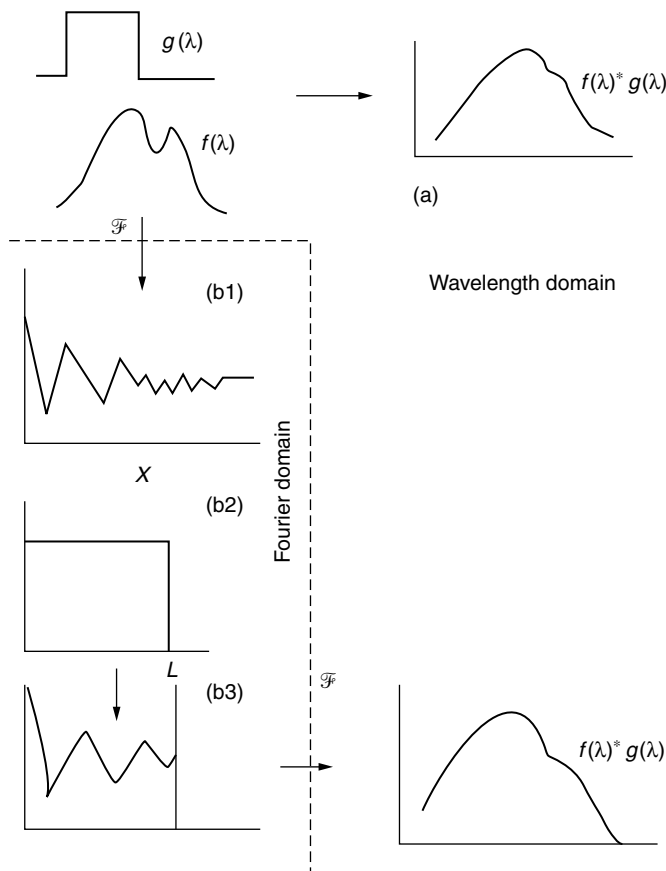 g(λ)
f(λ)* g(λ)
f(λ)
(a)
ℱ
Wavelength domain
(b1)
Fourier domain
X
(b2)
L
(b3)
ℱ
f(λ)* g(λ)